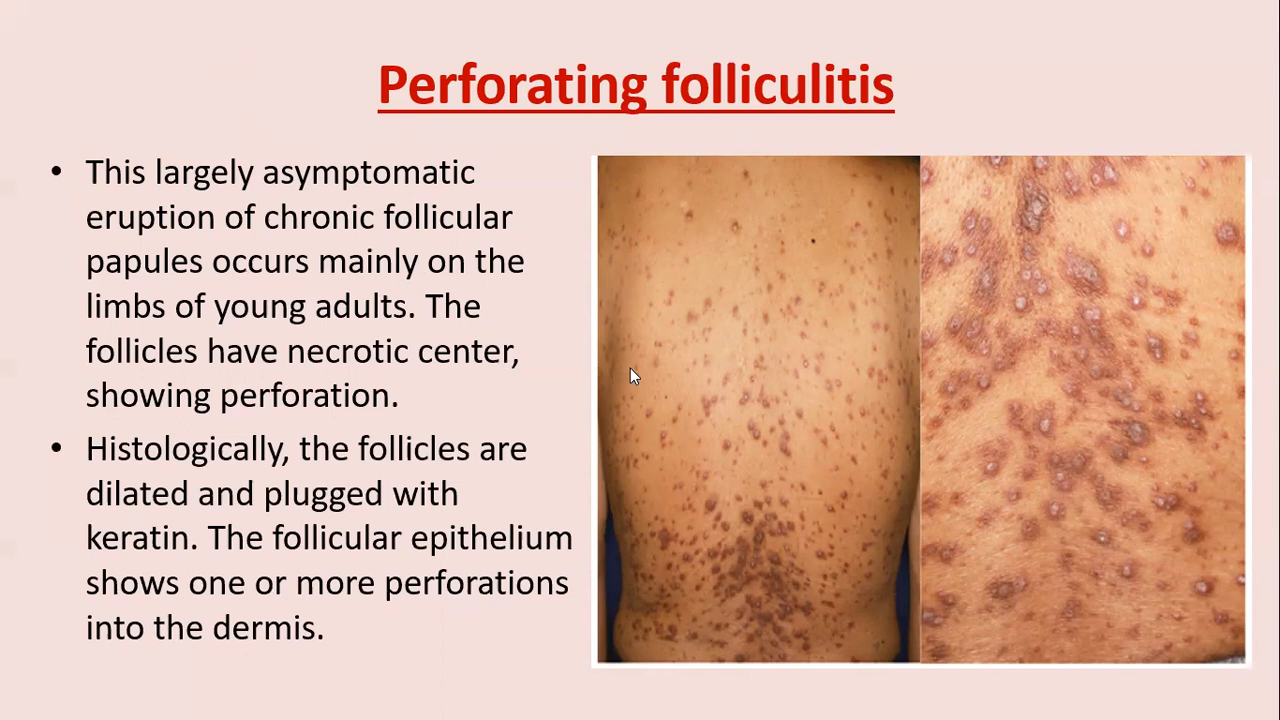 Perforating folliculitis
• This largely asymptomatic
eruption of chronic follicular
papules occurs mainly on the
limbs of young adults. The
follicles have necrotic center,
showing perforation.
• Histologically, the follicles are
dilated and plugged with
keratin. The follicular epithelium
shows one or more perforations
into the dermis.